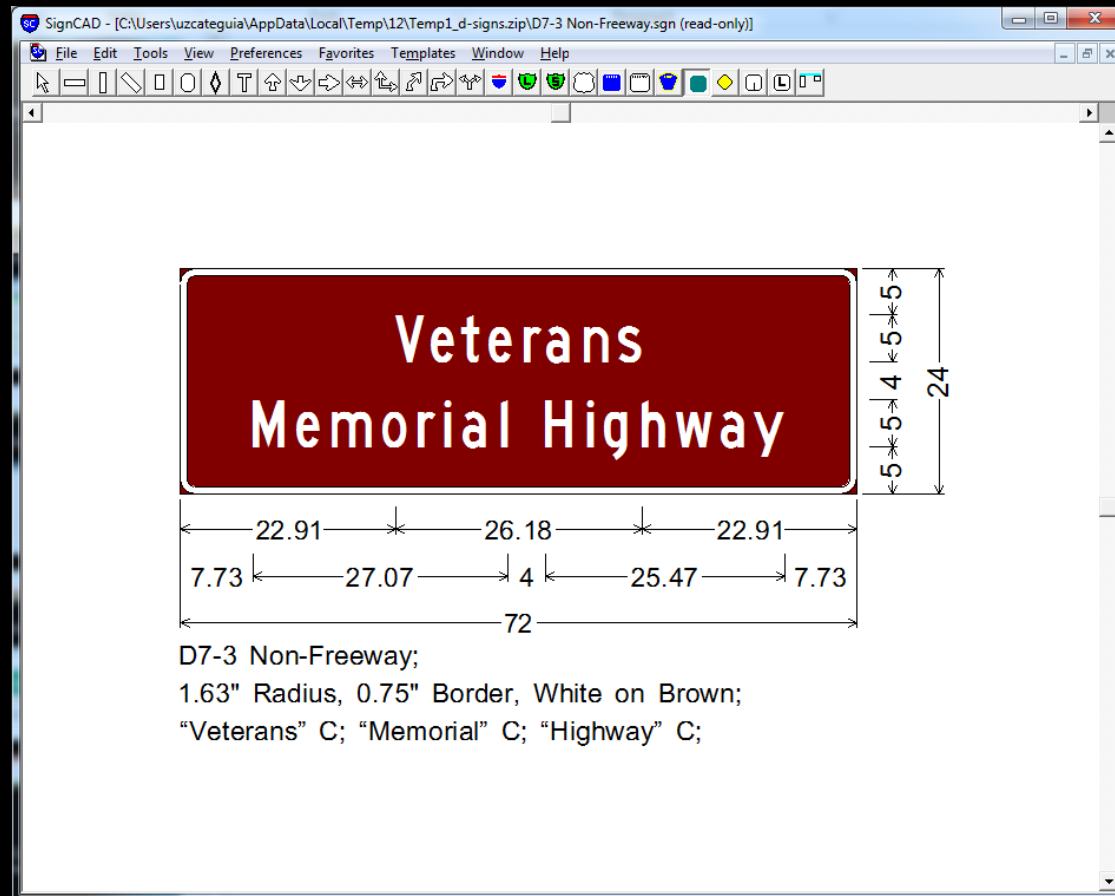 SignCAD - [C:\Users\uzcateguia\AppData\Local\Temp\12\Temp1_d-signs.zip\D7-3 Non-Freeway.sgn (read-only)]
File Edit Tools View Preferences Favorites Templates Window Help
Veterans
Memorial Highway
5
5
4
5
5
24
22.91 26.18 22.91
7.73 27.07 4 25.47 7.73
72
D7-3 Non-Freeway;
1.63" Radius, 0.75" Border, White on Brown;
“Veterans” C; “Memorial” C; “Highway” C;